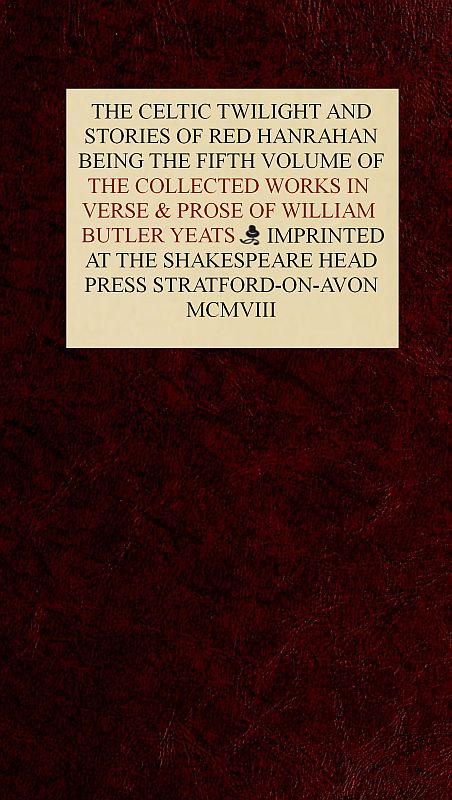 THE CELTIC TWILIGHT AND
STORIES OF RED HANRAHAN
BEING THE FIFTH VOLUME OF
THE COLLECTED WORKS IN
VERSE & PROSE OF WILLIAM
BUTLER YEATS IMPRINTED
AT THE SHAKESPEARE HEAD
PRESS STRATFORD-ON-AVON
MCMVIII